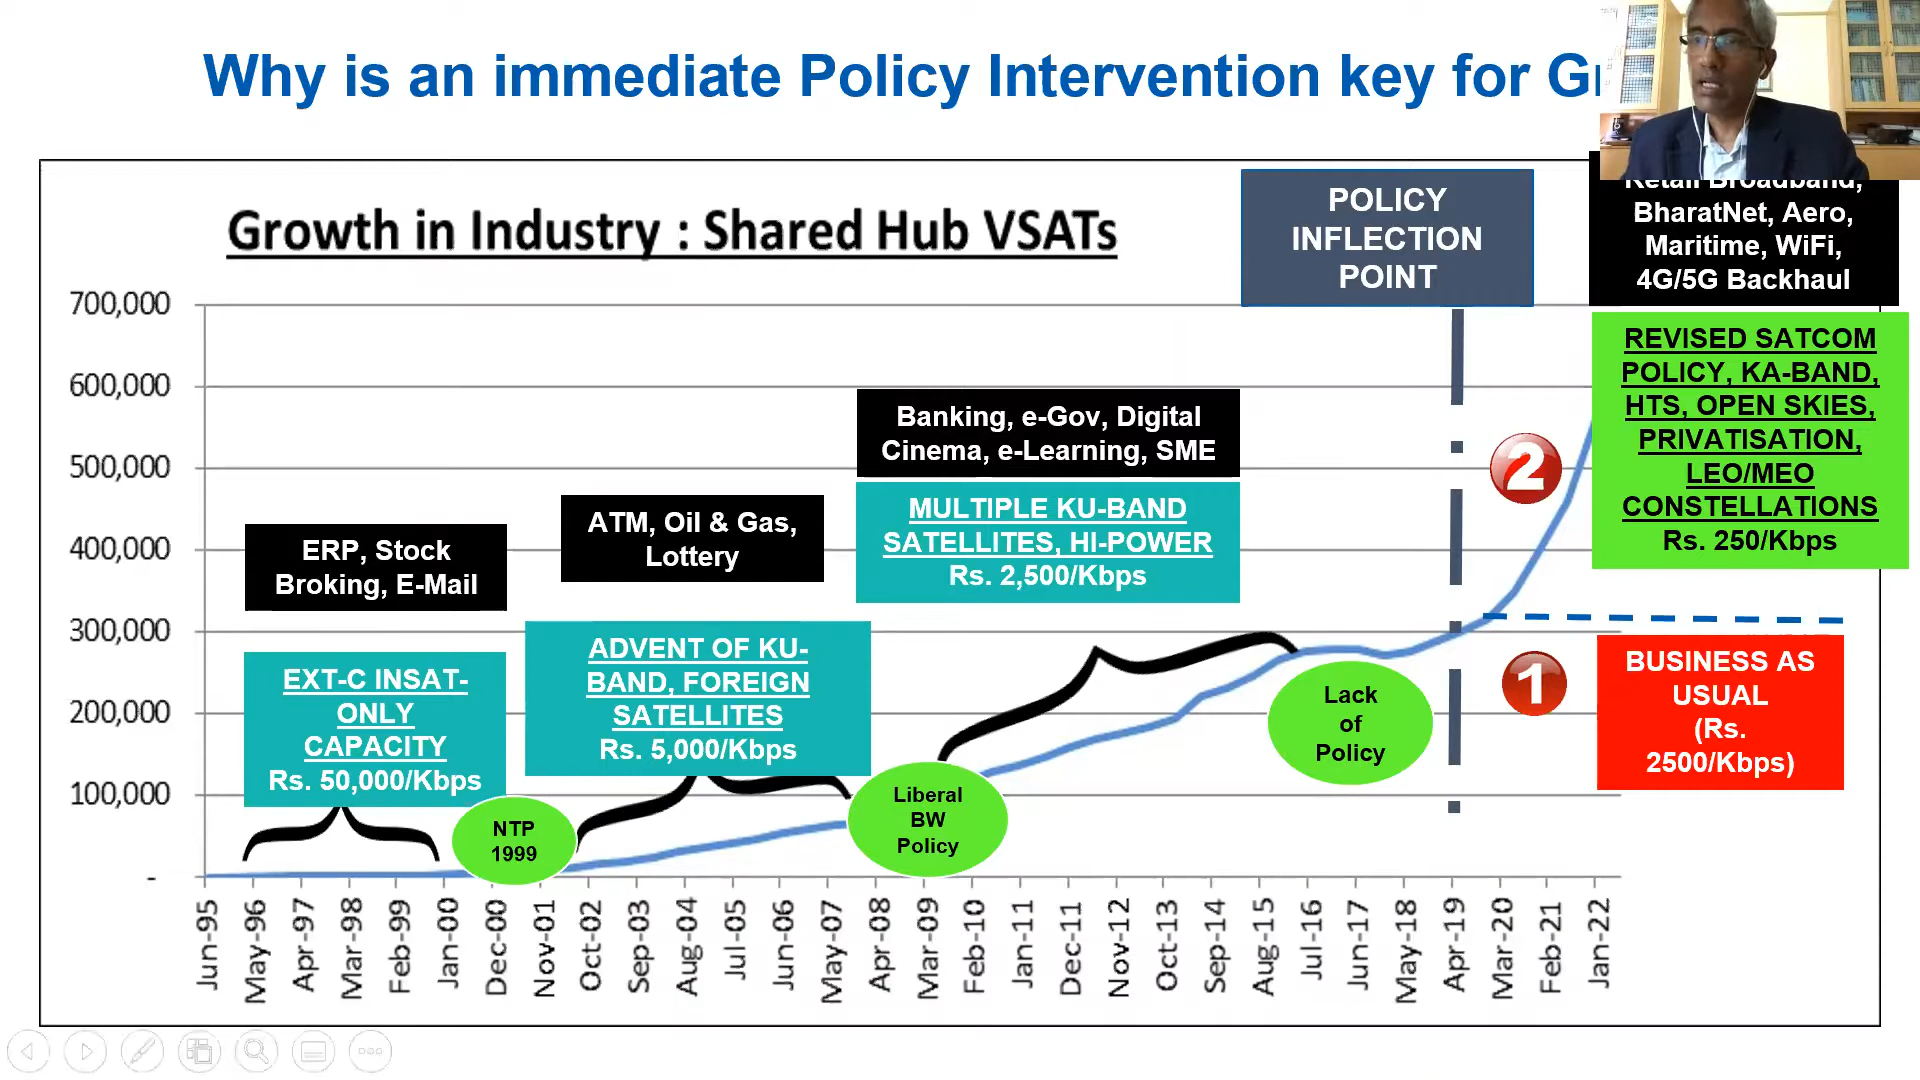 Why is an immediate Policy Intervention key for
Growth in Industry : Shared Hub VSATs
POLICY
INFLECTION
POINT
Retail Broadband,
BharatNet, Aero,
Maritime, WiFi,
4G/5G Backhaul
REVISED SATCOM
POLICY, KA-BAND,
HTS, OPEN SKIES,
PRIVATISATION,
LEO/MEO
CONSTELLATIONS
Rs. 250/Kbps
Banking, e-Gov, Digital
Cinema, e-Learning, SME
MULTIPLE KU-BAND
SATELLITES, HI-POWER
Rs. 2,500/Kbps
ATM, Oil & Gas,
Lottery
ADVENT OF KU-
BAND, FOREIGN
SATELLITES
Rs. 5,000/Kbps
ERP, Stock
Broking, E-Mail
EXT-C INSAT-
ONLY
CAPACITY
Rs. 50,000/Kbps
NTP
1999
Liberal
BW
Policy
Lack
of
Policy
2
1
BUSINESS AS
USUAL
(Rs.
2500/Kbps)
700,000
600,000
500,000
400,000
300,000
200,000
100,000
-
Jun-95
May-96
Apr-97
Mar-98
Feb-99
Jan-00
Dec-00
Nov-01
Oct-02
Sep-03
Aug-04
Jul-05
Jun-06
May-07
Apr-08
Mar-09
Feb-10
Jan-11
Dec-11
Nov-12
Oct-13
Sep-14
Aug-15
Jul-16
Jun-17
May-18
Apr-19
Mar-20
Feb-21
Jan-22